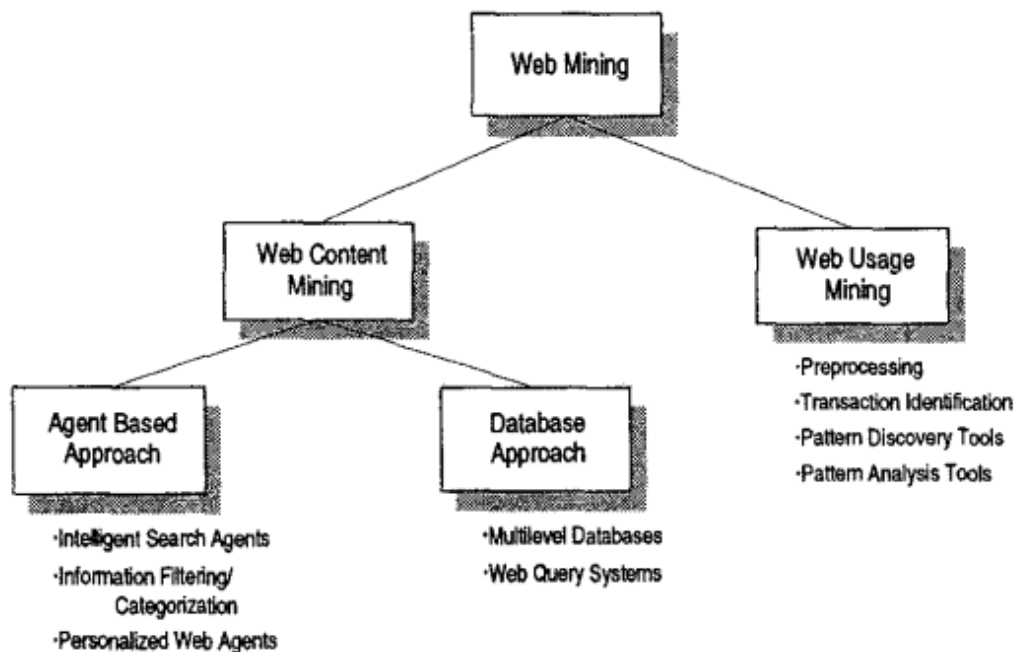 Web Mining
Web Content
Mining
Web Usage
Mining
·Preprocessing
·Transaction Identification
·Pattern Discovery Tools
·Pattern Analysis Tools
Agent Based
Approach
Database
Approach
·Intelligent Search Agents
·Information Filtering/
Categorization
·Personalized Web Agents
·Multilevel Databases
·Web Query Systems